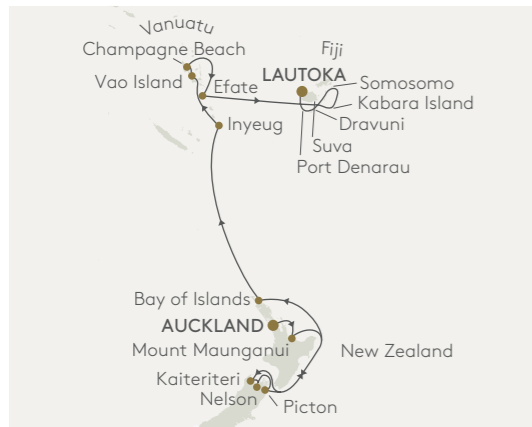 Vanuatu
Champagne Beach
Fiji
LAUTOKA
Somosomo
Vao Island
Efate
Kabara Island
Inyeug
Dravuni
Suva
Port Denarau
Bay of Islands
AUCKLAND
Mount Maunganui
New Zealand
Kaiteriteri
Nelson
Picton